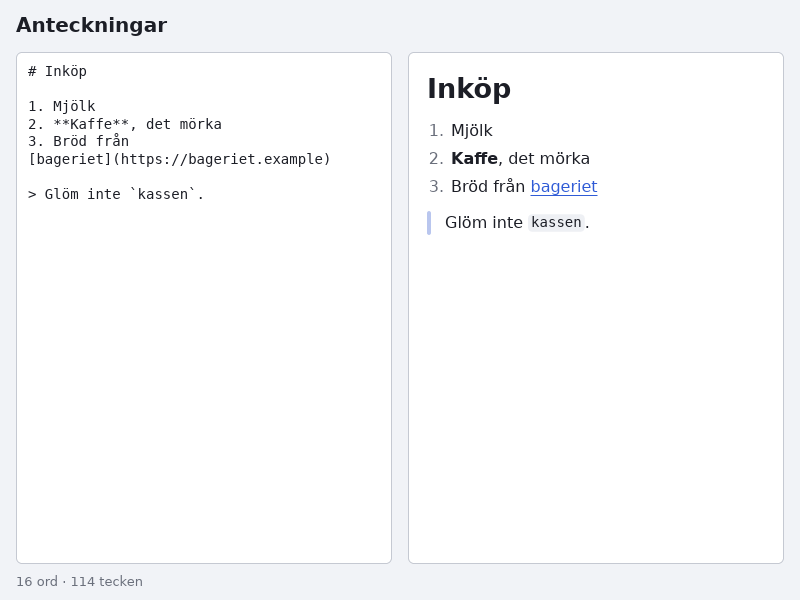 Anteckningar
# Inköp
1. Mjölk
2. **Kaffe**, det mörka
3. Bröd från
[bageriet](https://bageriet.example)
> Glöm inte `kassen`.
Inköp
1. Mjölk
2. Kaffe, det mörka
3. Bröd från bageriet
Glöm inte kassen.
16 ord · 114 tecken